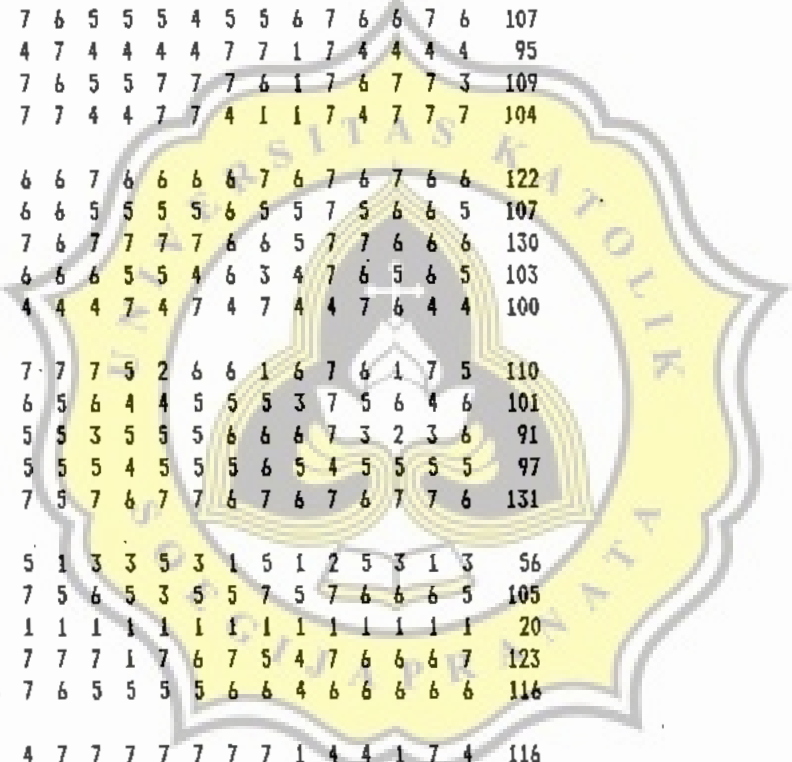 7 6 5 5 5 4 5 5 6 7 6 6 7 6 107
4 7 4 4 4 4 7 7 1 7 4 4 4 4 95
7 6 5 5 7 7 7 6 1 7 6 7 7 3 109
7 7 4 4 7 7 4 1 1 7 4 7 7 7 104
6 6 7 6 6 6 6 7 6 7 6 7 6 6 122
6 6 5 5 5 5 6 5 5 7 5 6 6 5 107
7 6 7 7 7 7 6 6 5 7 7 6 6 6 130
6 6 6 5 5 4 6 3 4 7 6 5 6 5 103
4 4 4 7 4 7 4 7 4 4 7 6 4 4 100
7 7 7 5 2 6 6 1 6 7 6 1 7 5 110
6 5 6 4 4 5 5 5 3 7 5 6 4 6 101
5 5 3 5 5 5 6 6 6 7 3 2 3 6 91
5 5 5 4 5 5 5 6 5 4 5 5 5 5 97
7 5 7 6 7 7 6 7 6 7 6 7 7 6 131
5 1 3 3 5 3 1 5 1 2 5 3 1 3 56
7 5 6 5 3 5 5 7 5 7 6 6 6 5 105
1 1 1 1 1 1 1 1 1 1 1 1 1 1 20
7 7 7 1 7 6 7 5 4 7 6 6 6 7 123
7 6 5 5 5 5 6 6 4 6 6 6 6 6 116
4 7 7 7 7 7 7 7 1 4 4 1 7 4 116
UNIVERSITAS KATOLIK
SOEGIJAPRANATA